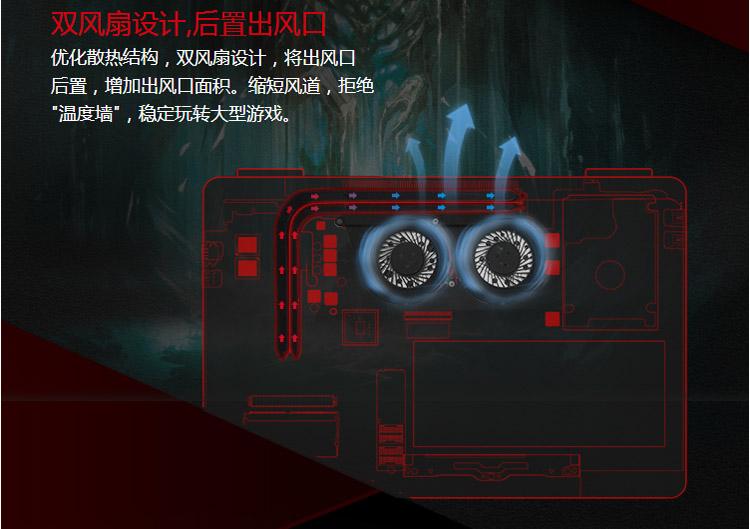 双风扇设计,后置出风口
优化散热结构，双风扇设计，将出风口
后置，增加出风口面积。缩短风道，拒绝
"温度墙"，稳定玩转大型游戏。